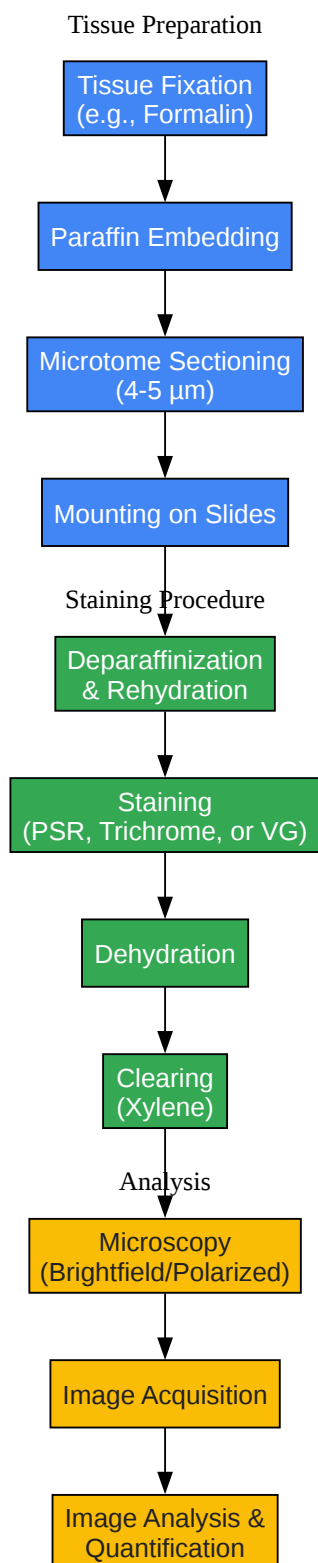 Tissue Preparation
Tissue Fixation
(e.g., Formalin)
Paraffin Embedding
Microtome Sectioning
(4-5 µm)
Mounting on Slides
Staining Procedure
Deparaffinization
& Rehydration
Staining
(PSR, Trichrome, or VG)
Dehydration
Clearing
(Xylene)
Analysis
Microscopy
(Brightfield/Polarized)
Image Acquisition
Image Analysis &
Quantification